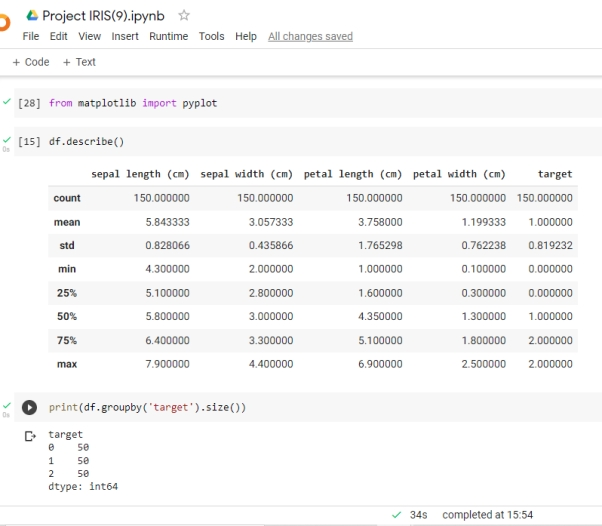 Project IRIS(9).ipynb
File Edit View Insert Runtime Tools Help All changes saved
+ Code + Text
[28] from matplotlib import pyplot
[15] df.describe()
0s
sepal length (cm) sepal width (cm) petal length (cm) petal width (cm) target
count 150.000000 150.000000 150.000000 150.000000 150.000000
mean 5.843333 3.057333 3.758000 1.199333 1.000000
std 0.828066 0.435866 1.765298 0.762238 0.819232
min 4.300000 2.000000 1.000000 0.100000 0.000000
25% 5.100000 2.800000 1.600000 0.300000 0.000000
50% 5.800000 3.000000 4.350000 1.300000 1.000000
75% 6.400000 3.300000 5.100000 1.800000 2.000000
max 7.900000 4.400000 6.900000 2.500000 2.000000
print(df.groupby('target').size())
0s
target
0 50
1 50
2 50
dtype: int64
34s completed at 15:54